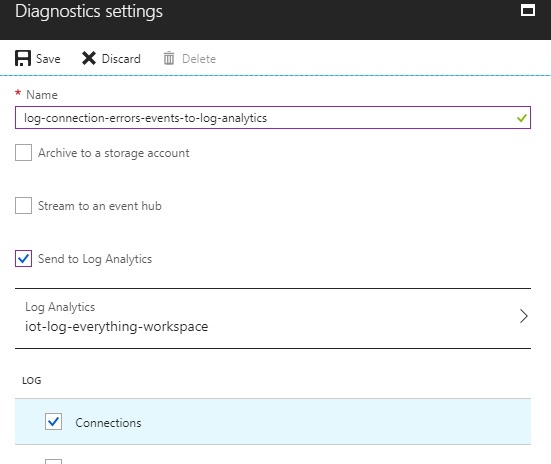 Diagnostics settings
Save Discard Delete
* Name
log-connection-errors-events-to-log-analytics
Archive to a storage account
Stream to an event hub
Send to Log Analytics
Log Analytics
iot-log-everything-workspace
LOG
Connections